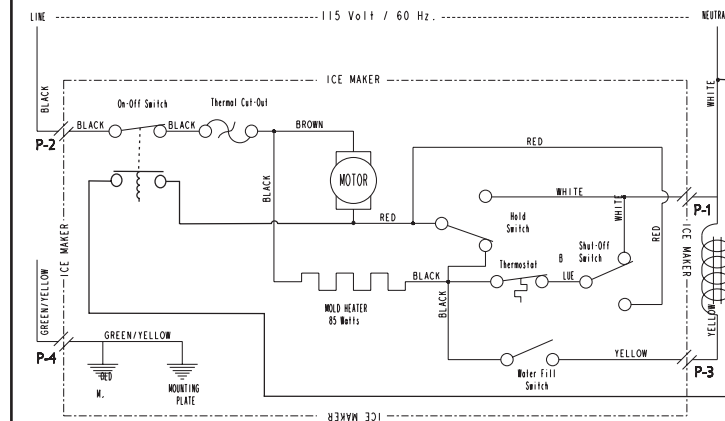 LINE 115 Volt / 60 Hz. NEUTRA
ICE MAKER
BLACK
WHITE
On-Off Switch Thermal Cut-Out
BLACK BLACK BROWN RED
P-2
MOTOR
BLACK
WHITE
P-1
RED
Hold
Switch
WHITE
RED
ICE MAKER
ICE MAKER
Shut-Off
Switch
Thermostat B
LUE
BLACK
MOLD HEATER
85 Watts
BLACK
GREEN/YELLOW
YELLOW
GREEN/YELLOW
P-4
YELLOW
P-3
Water Fill
Switch
OLD
M.
MOUNTING
PLATE
ICE MAKER